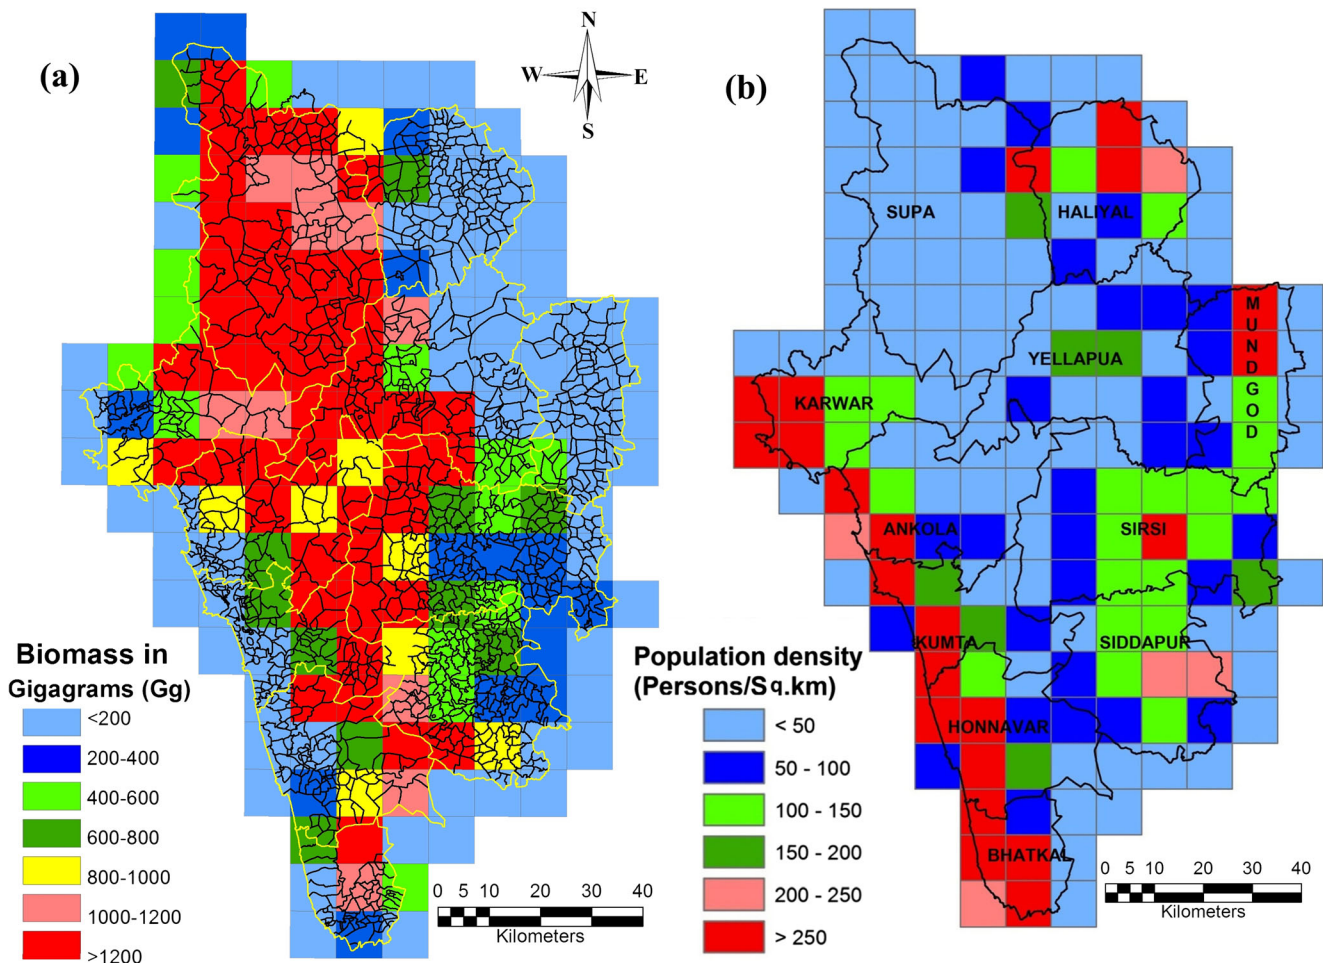 (a)
N
W E
S
Biomass in
Gigagrams (Gg)
<200
200-400
400-600
600-800
800-1000
1000-1200
>1200
0 5 10 20 30 40
Kilometers
(b)
SUPA
HALIYAL
MUNDGOD
YELLAPUA
KARWAR
ANKOLA
SIRSI
KUMTA
SIDDAPUR
HONNAVAR
BHATKAL
Population density
(Persons/Sq.km)
< 50
50 - 100
100 - 150
150 - 200
200 - 250
> 250
0 5 10 20 30 40
Kilometers